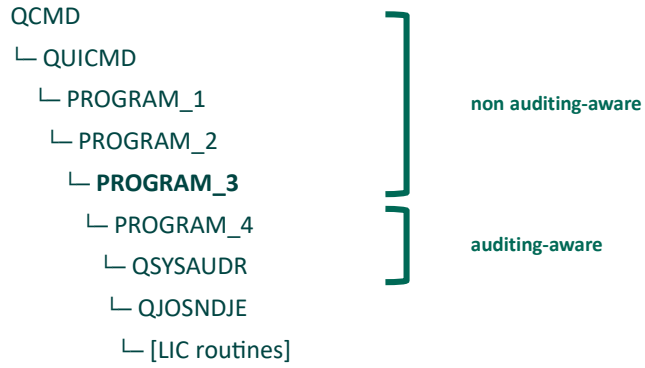 QCMD
└─ QUICMD
└─ PROGRAM_1
non auditing-aware
└─ PROGRAM_2
└─ PROGRAM_3
└─ PROGRAM_4
auditing-aware
└─ QSYSAUDR
└─ QJOSNDJE
└─ [LIC routines]